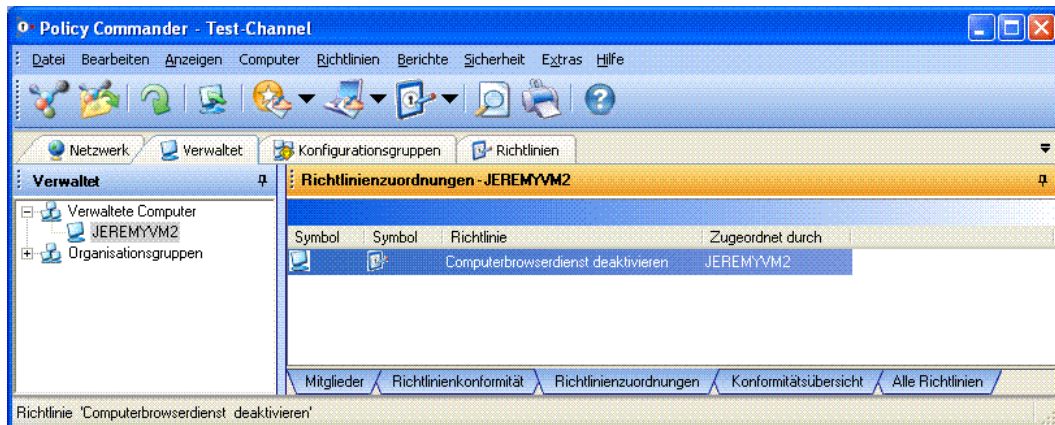 Policy Commander - Test-Channel
Datei Bearbeiten Anzeigen Computer Richtlinien Berichte Sicherheit Extras Hilfe
Netzwerk Verwaltet Konfigurationsgruppen Richtlinien
Verwaltet
Richtlinienzuordnungen - JEREMYVM2
Verwaltete Computer
JEREMYVM2
Organisationsgruppen
Symbol Symbol Richtlinie Zugeordnet durch
Computerbrowserdienst deaktivieren JEREMYVM2
Mitglieder Richtlinienkonformität Richtlinienzuordnungen Konformitätsübersicht Alle Richtlinien
Richtlinie 'Computerbrowserdienst deaktivieren'